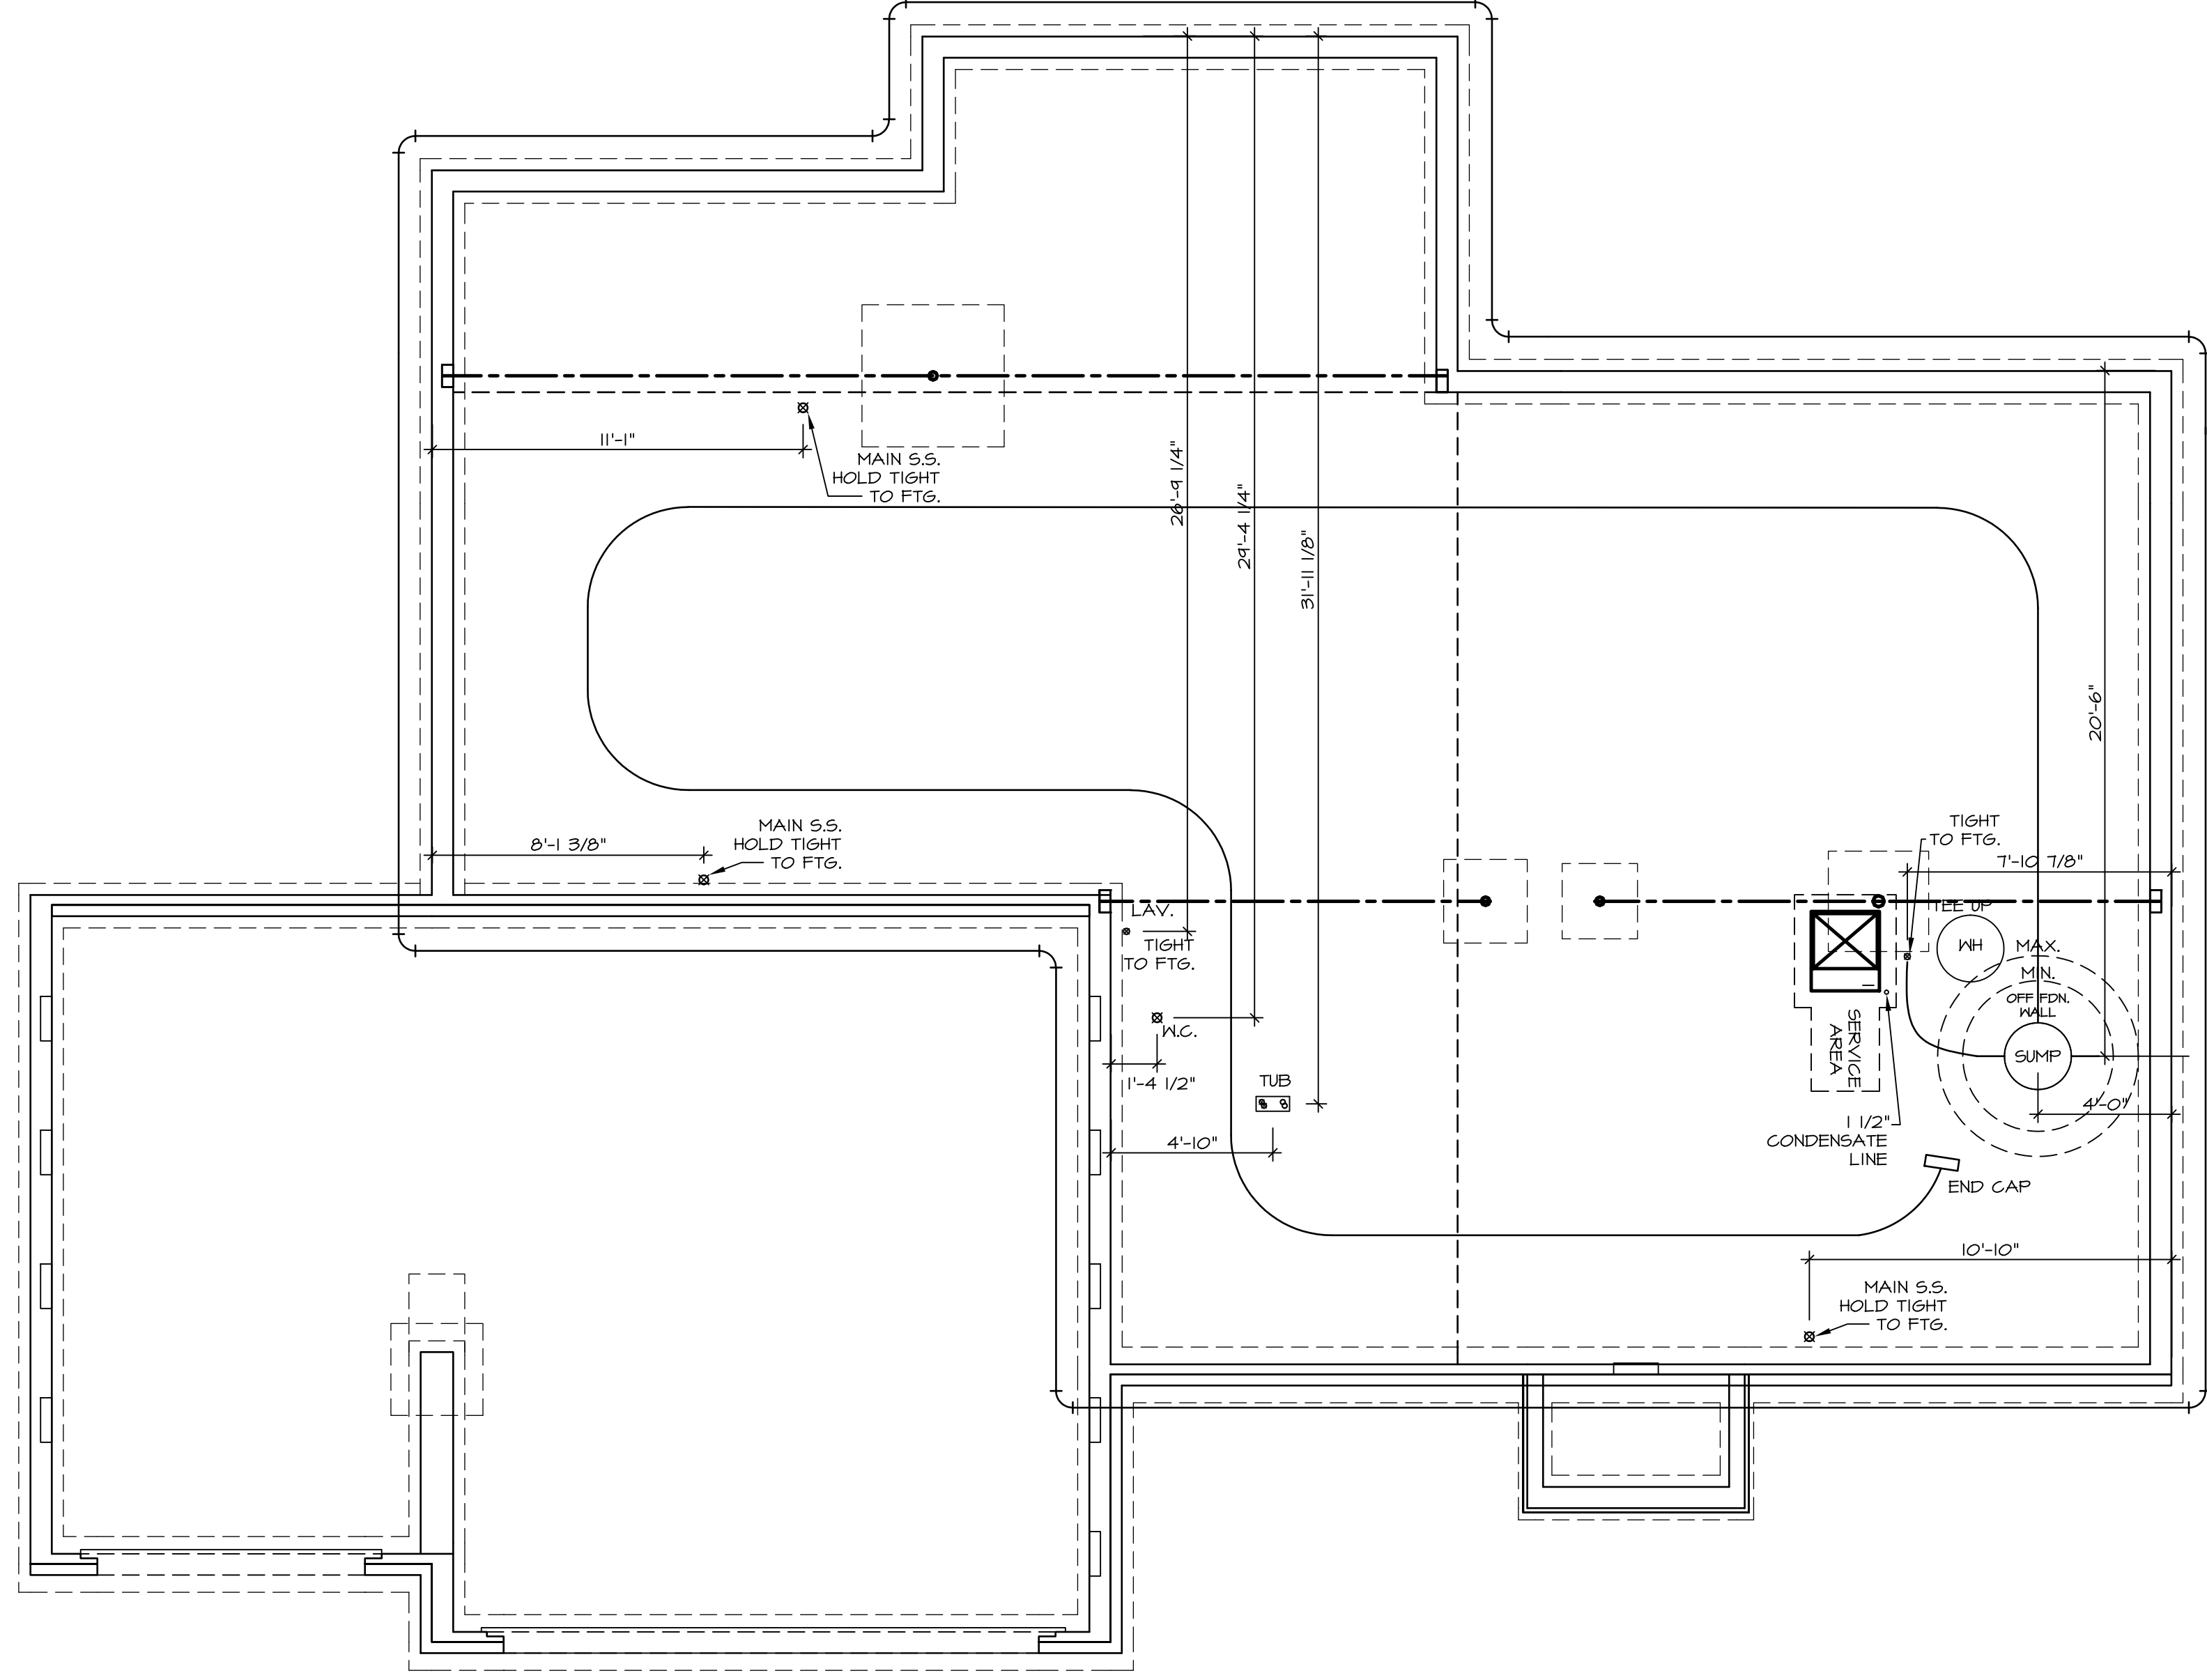 11'-1"
MAIN S.S.
HOLD TIGHT
TO FTG.
26'-9 1/4"
29'-4 1/4"
31'-11 1/8"
20'-6"
8'-1 3/8"
MAIN S.S.
HOLD TIGHT
TO FTG.
TIGHT
TO FTG.
7'-10 7/8"
LAV.
TIGHT
TO FTG.
TEE UP
WH
MAX.
MIN.
OFF FDN.
WALL
SUMP
W.C.
1'-4 1/2"
TUB
4'-10"
SERVICE
AREA
4'-0"
1 1/2"
CONDENSATE
LINE
END CAP
10'-10"
MAIN S.S.
HOLD TIGHT
TO FTG.